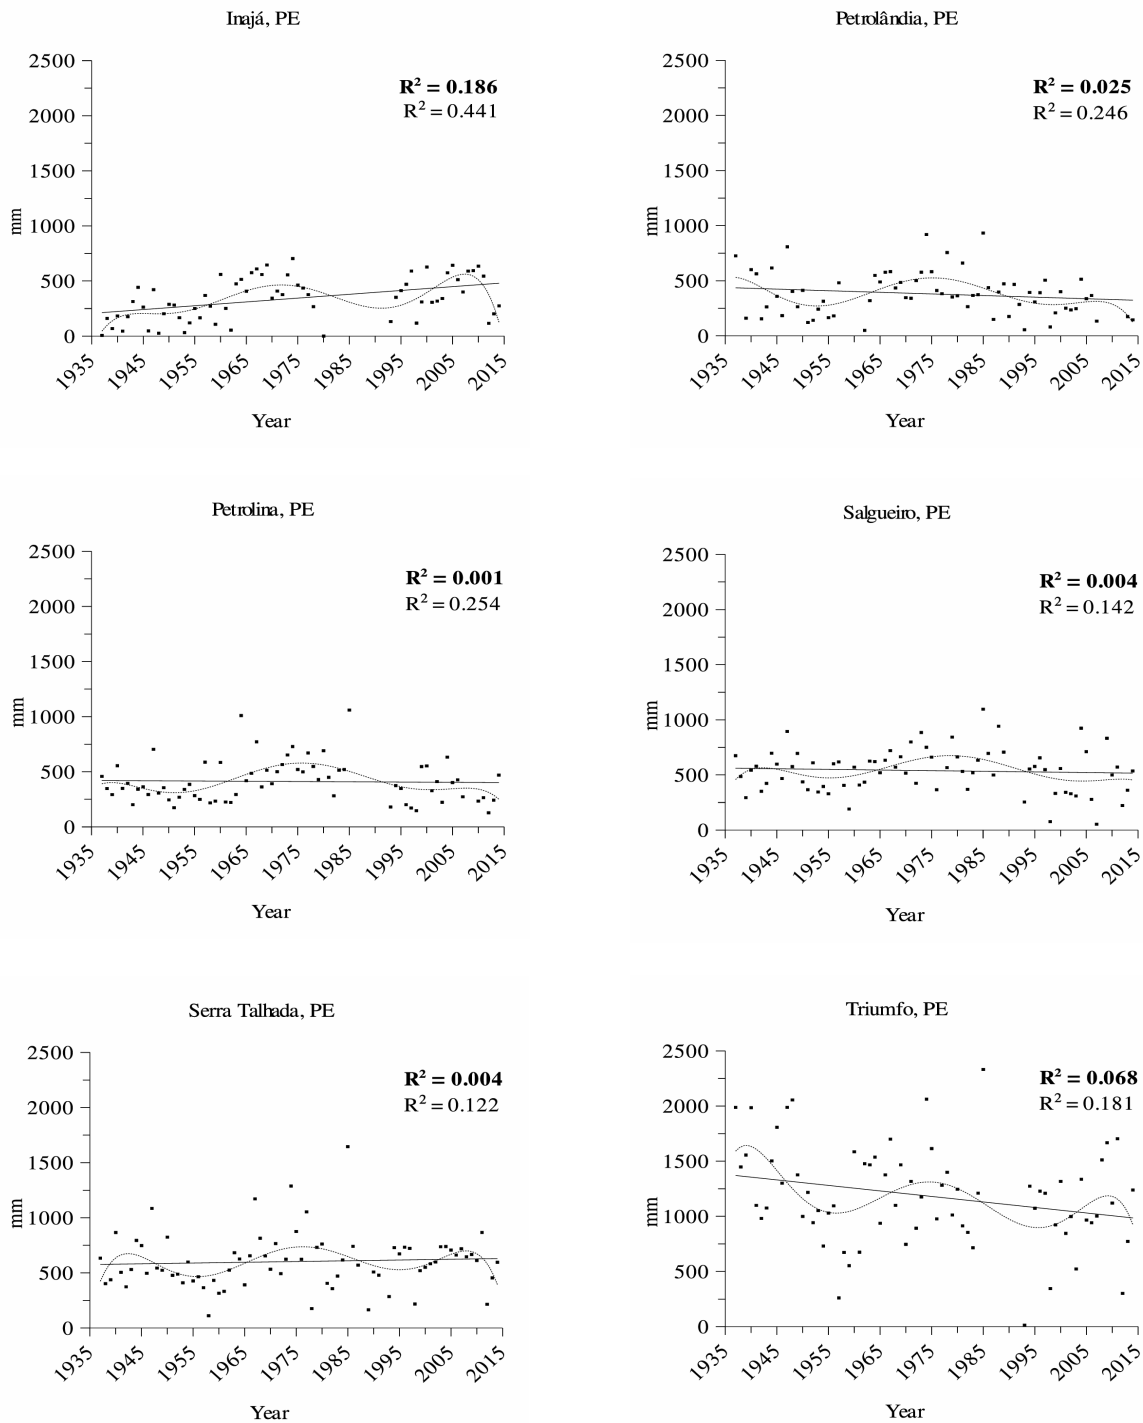 Inajá, PE
R² = 0.186
R² = 0.441
2500
2000
1500
1000
500
0
mm
1935 1945 1955 1965 1975 1985 1995 2005 2015
Year
Petrolândia, PE
R² = 0.025
R² = 0.246
2500
2000
1500
1000
500
0
mm
1935 1945 1955 1965 1975 1985 1995 2005 2015
Year
Petrolina, PE
R² = 0.001
R² = 0.254
2500
2000
1500
1000
500
0
mm
1935 1945 1955 1965 1975 1985 1995 2005 2015
Year
Salgueiro, PE
R² = 0.004
R² = 0.142
2500
2000
1500
1000
500
0
mm
1935 1945 1955 1965 1975 1985 1995 2005 2015
Year
Serra Talhada, PE
R² = 0.004
R² = 0.122
2500
2000
1500
1000
500
0
mm
1935 1945 1955 1965 1975 1985 1995 2005 2015
Year
Triumfo, PE
R² = 0.068
R² = 0.181
2500
2000
1500
1000
500
0
mm
1935 1945 1955 1965 1975 1985 1995 2005 2015
Year